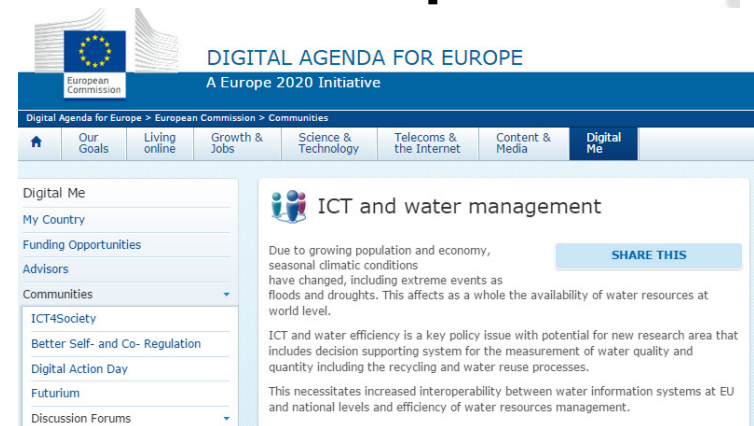 DIGITAL AGENDA FOR EUROPE
European
Commission
A Europe 2020 Initiative
Digital Agenda for Europe > European Commission > Communities
Our
Goals
Living
online
Growth &
Jobs
Science &
Technology
Telecoms &
the Internet
Content &
Media
Digital
Me
Digital Me
My Country
Funding Opportunities
Advisors
Communities
ICT4Society
Better Self- and Co- Regulation
Digital Action Day
Futurium
Discussion Forums
ICT and water management
SHARE THIS
Due to growing population and economy,
seasonal climatic conditions
have changed, including extreme events as
floods and droughts. This affects as a whole the availability of water resources at
world level.
ICT and water efficiency is a key policy issue with potential for new research area that
includes decision supporting system for the measurement of water quality and
quantity including the recycling and water reuse processes.
This necessitates increased interoperability between water information systems at EU
and national levels and efficiency of water resources management.